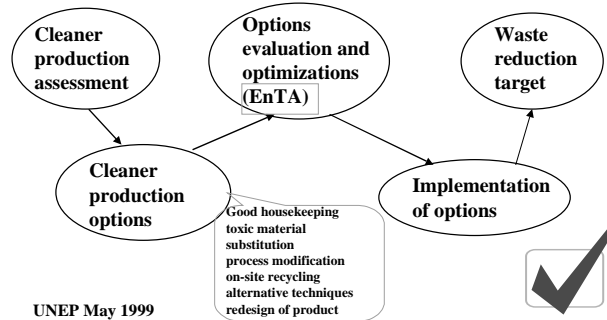 Cleaner
production
assessment
Options
evaluation and
optimizations
(EnTA)
Waste
reduction
target
Cleaner
production
options
Implementation
of options
Good housekeeping
toxic material
substitution
process modification
on-site recycling
alternative techniques
redesign of product
UNEP May 1999